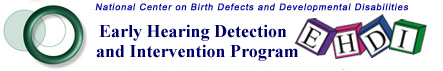 National Center on Birth Defects and Developmental Disabilities
Early Hearing Detection
and Intervention Program
EHDI